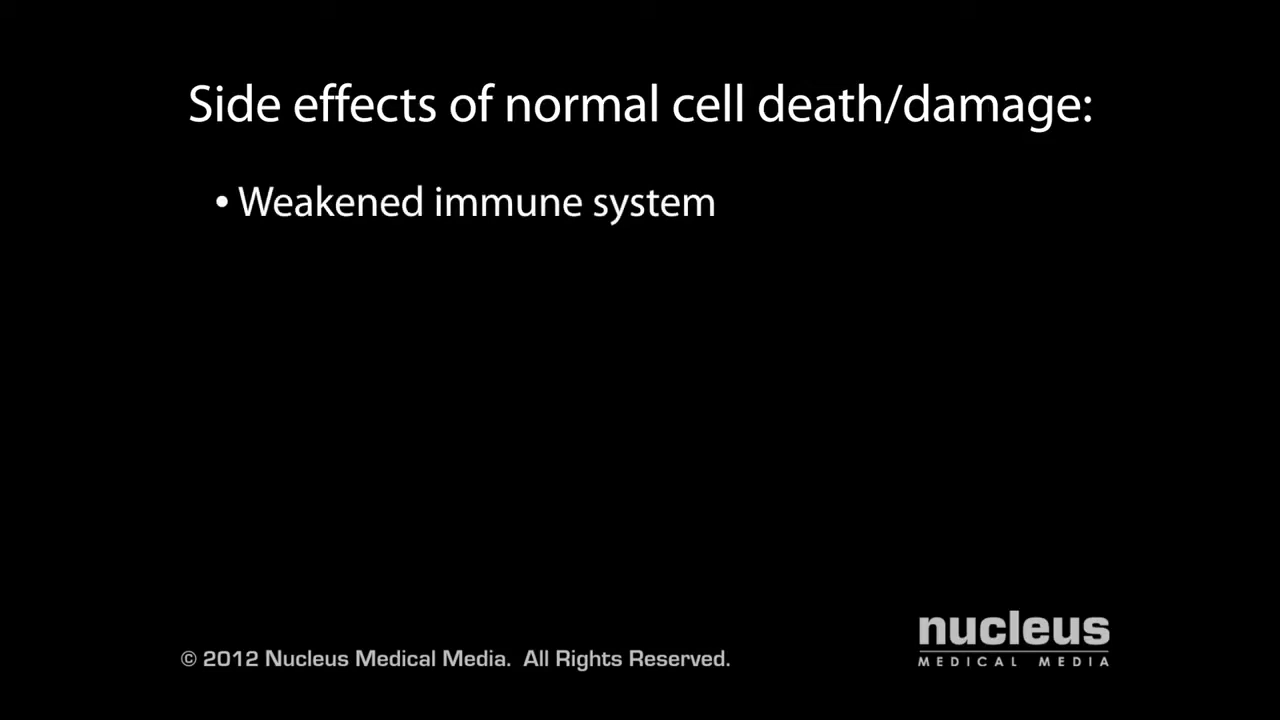 Side effects of normal cell death/damage:
• Weakened immune system
nucleus
MEDICAL MEDIA
© 2012 Nucleus Medical Media. All Rights Reserved.